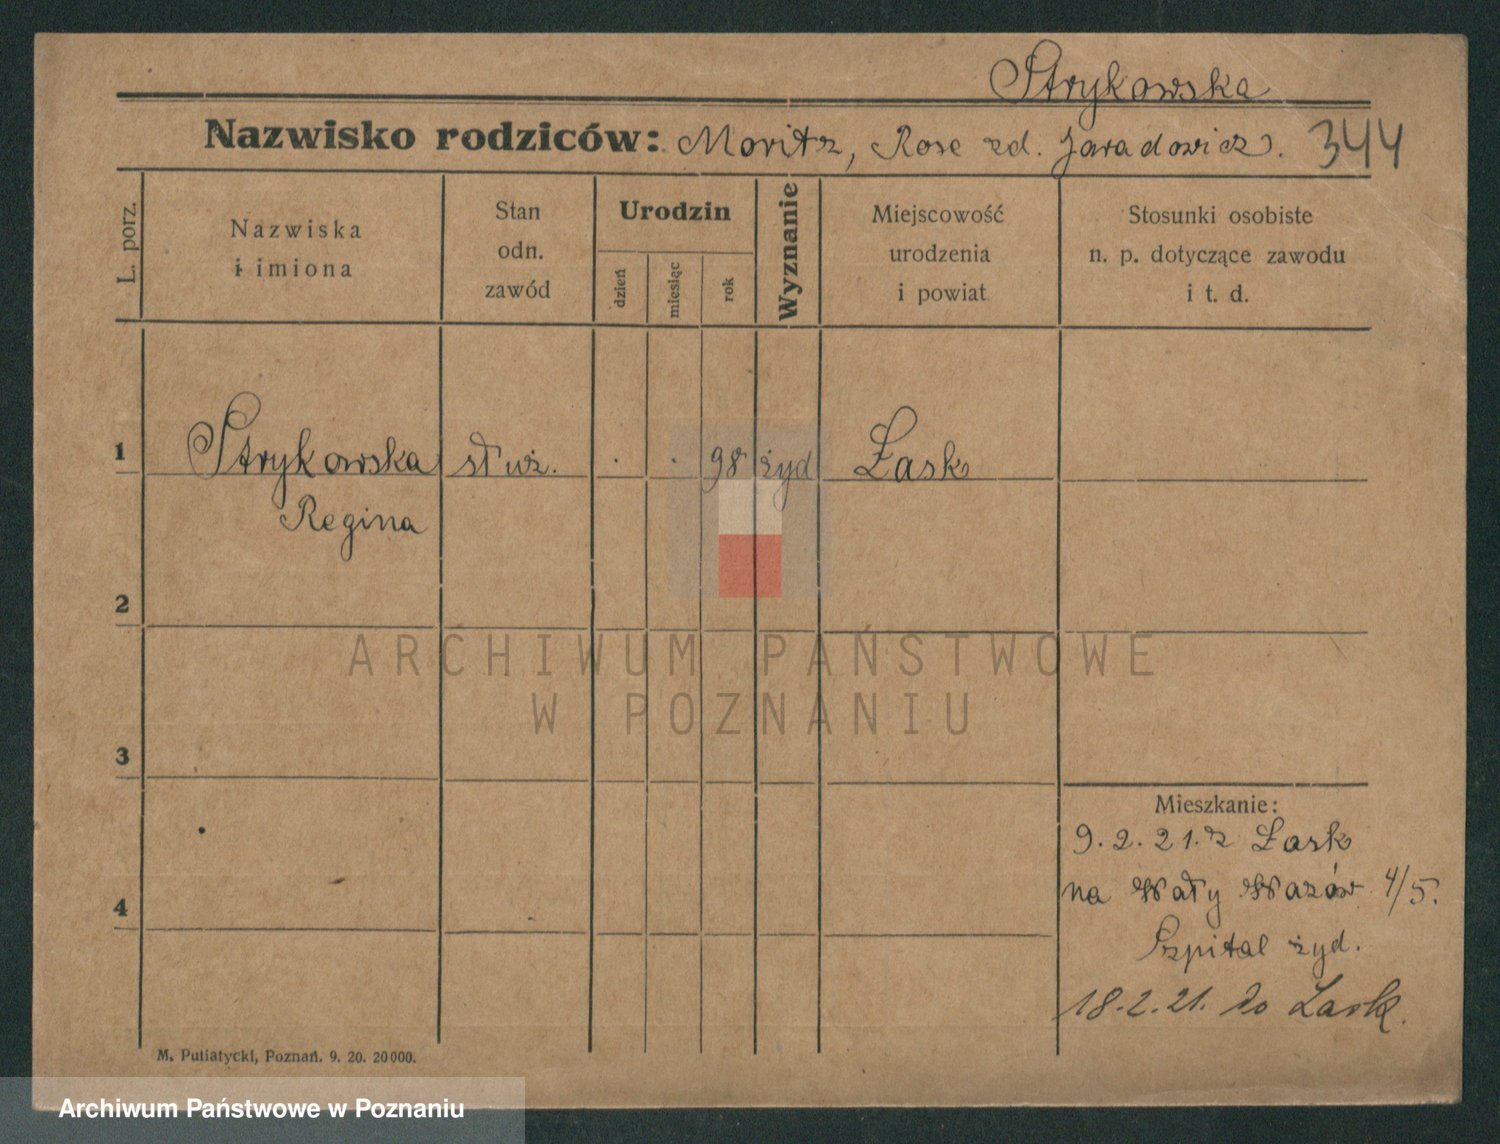 Strykowska
Nazwisko rodziców: Moritz, Rose zd. Jaradowicz. 344
L. porz.
Nazwiska
i imiona
Stan
odn.
zawód
Urodzin
dzień
miesiąc
rok
Wyznanie
Miejscowość
urodzenia
i powiat
Stosunki osobiste
n. p. dotyczące zawodu
i t. d.
1 Strykowska służ. . . 98 żyd Łask
Regina
2
3
4
Mieszkanie:
9.2.21. z Łask
na Wały Wazów 4/5.
Szpital żyd.
18.2.21. do Łask.
M. Putiatycki, Poznań. 9. 20. 20000.
ARCHIWUM PAŃSTWOWE
W POZNANIU
Archiwum Państwowe w Poznaniu